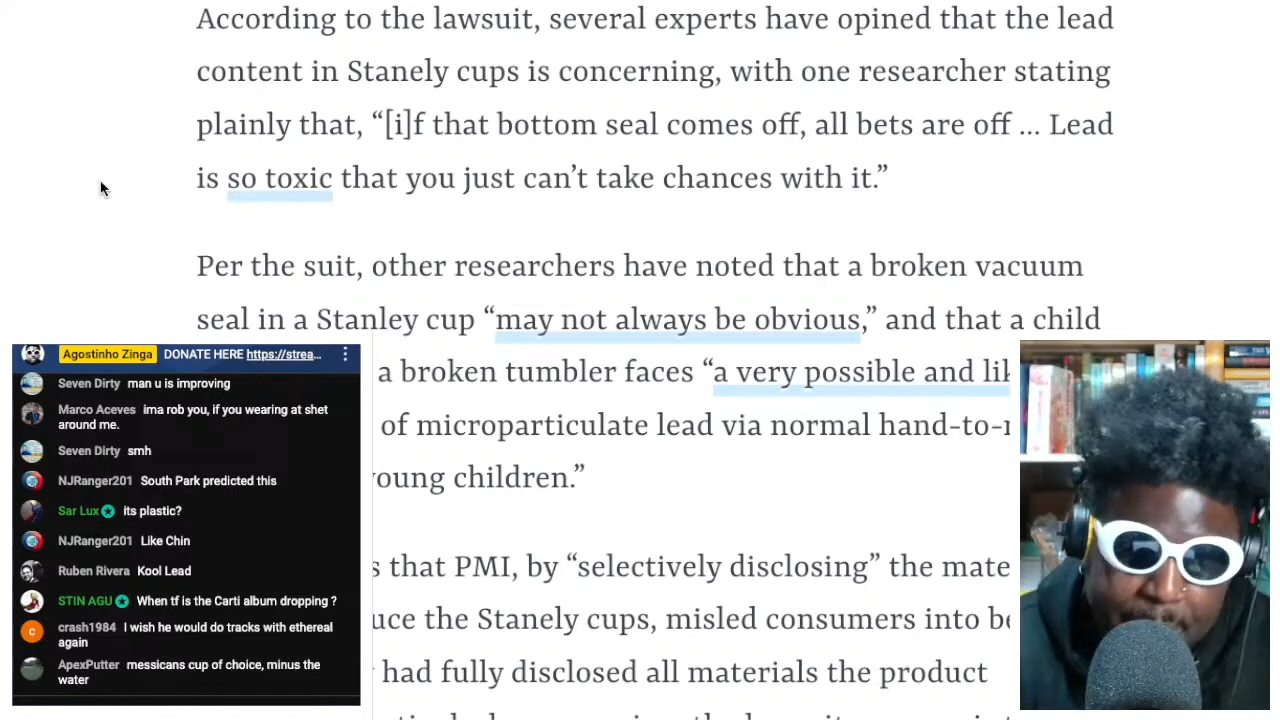 According to the lawsuit, several experts have opined that the lead
content in Stanely cups is concerning, with one researcher stating
plainly that, “[i]f that bottom seal comes off, all bets are off ... Lead
is so toxic that you just can’t take chances with it.”
Per the suit, other researchers have noted that a broken vacuum
seal in a Stanley cup “may not always be obvious,” and that a child
a broken tumbler faces “a very possible and
of microparticulate lead via normal hand-to-
young children.”
that PMI, by “selectively disclosing” the
the Stanely cups, misled consumers into
had fully disclosed all materials the product
Agostinho Zinga DONATE HERE https://strea...
Seven Dirty man u is improving
Marco Aceves ima rob you, if you wearing at shet
around me.
Seven Dirty smh
NJRanger201 South Park predicted this
Sar Lux its plastic?
NJRanger201 Like Chin
Ruben Rivera Kool Lead
STIN AGU When tf is the Carti album dropping ?
crash1984 I wish he would do tracks with ethereal
again
ApexPutter messicans cup of choice, minus the
water